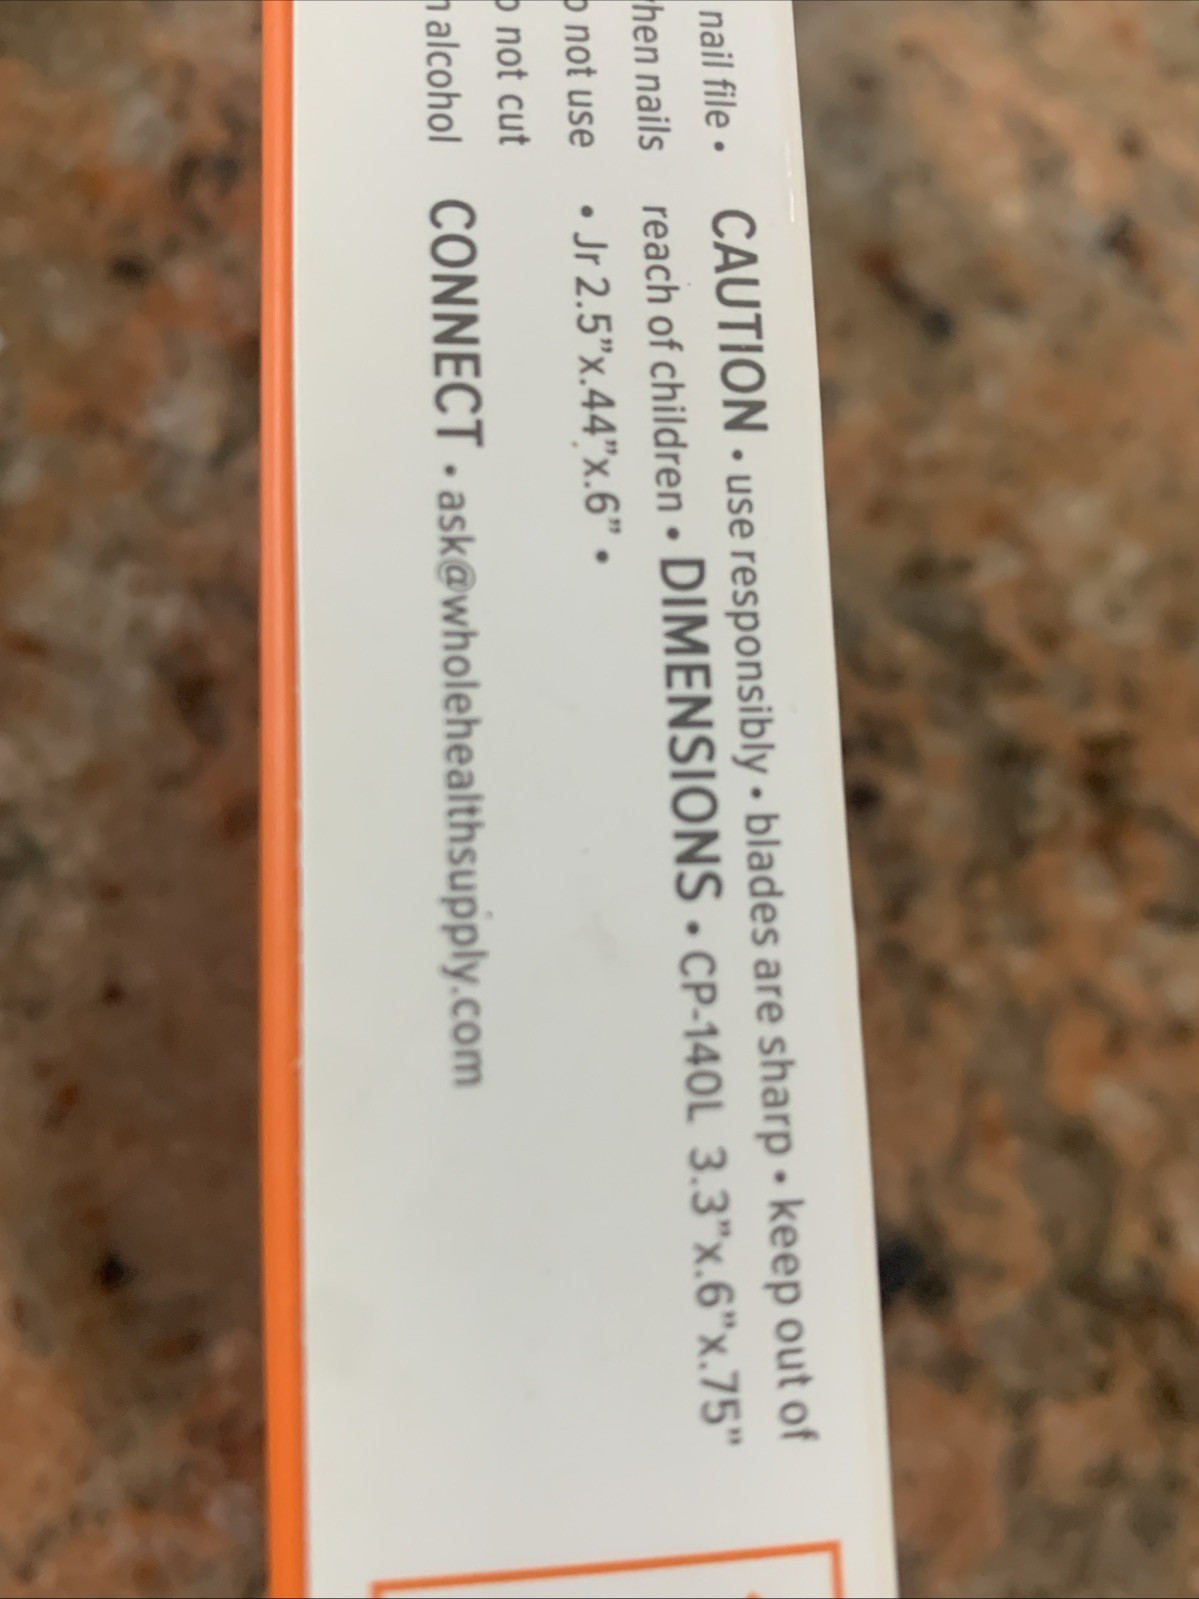 nail file •
hen nails
not use
not cut
alcohol
CAUTION • use responsibly • blades are sharp • keep out of
reach of children • DIMENSIONS • CP-140L 3.3”x.6”x.75”
• Jr 2.5”x.44”x.6” •
CONNECT • ask@wholehealthsupply.com